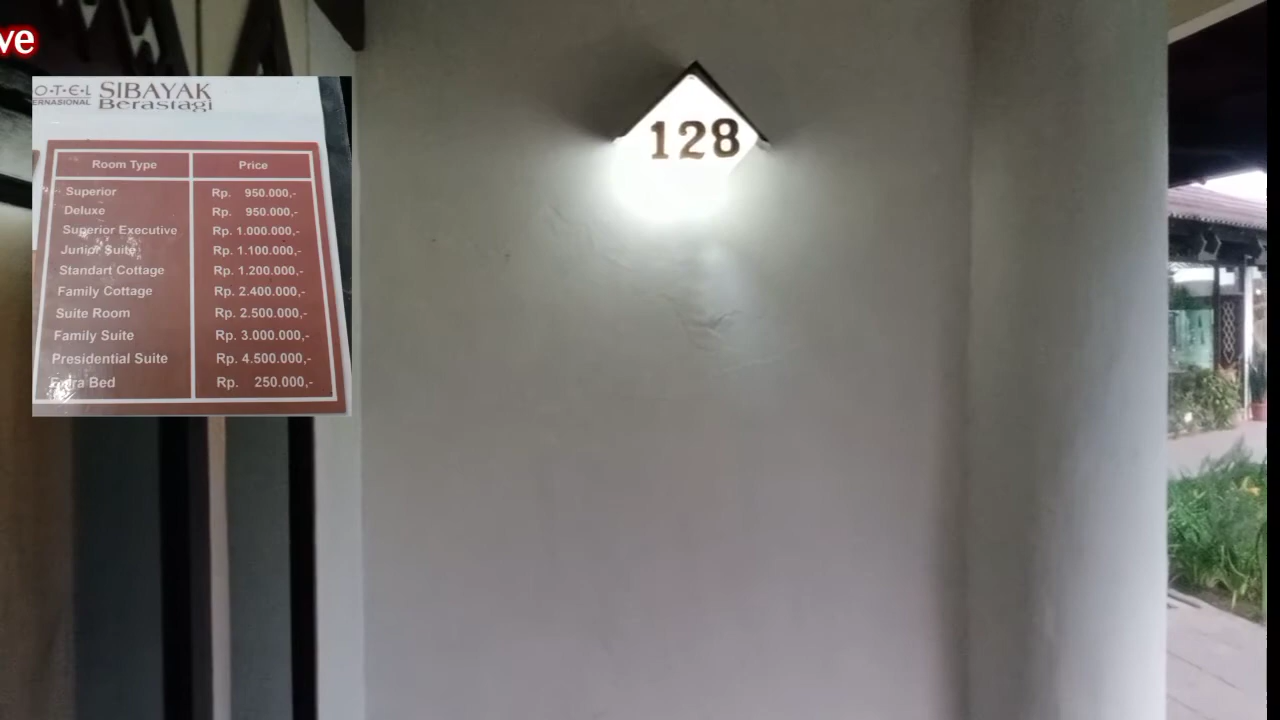 ve
O·T·E·L SIBAYAK
ERNASIONAL Berastagi
Room Type Price
Superior Rp. 950.000,-
Deluxe Rp. 950.000,-
Superior Executive Rp. 1.000.000,-
Junior Suite Rp. 1.100.000,-
Standart Cottage Rp. 1.200.000,-
Family Cottage Rp. 2.400.000,-
Suite Room Rp. 2.500.000,-
Family Suite Rp. 3.000.000,-
Presidential Suite Rp. 4.500.000,-
Extra Bed Rp. 250.000,-
128